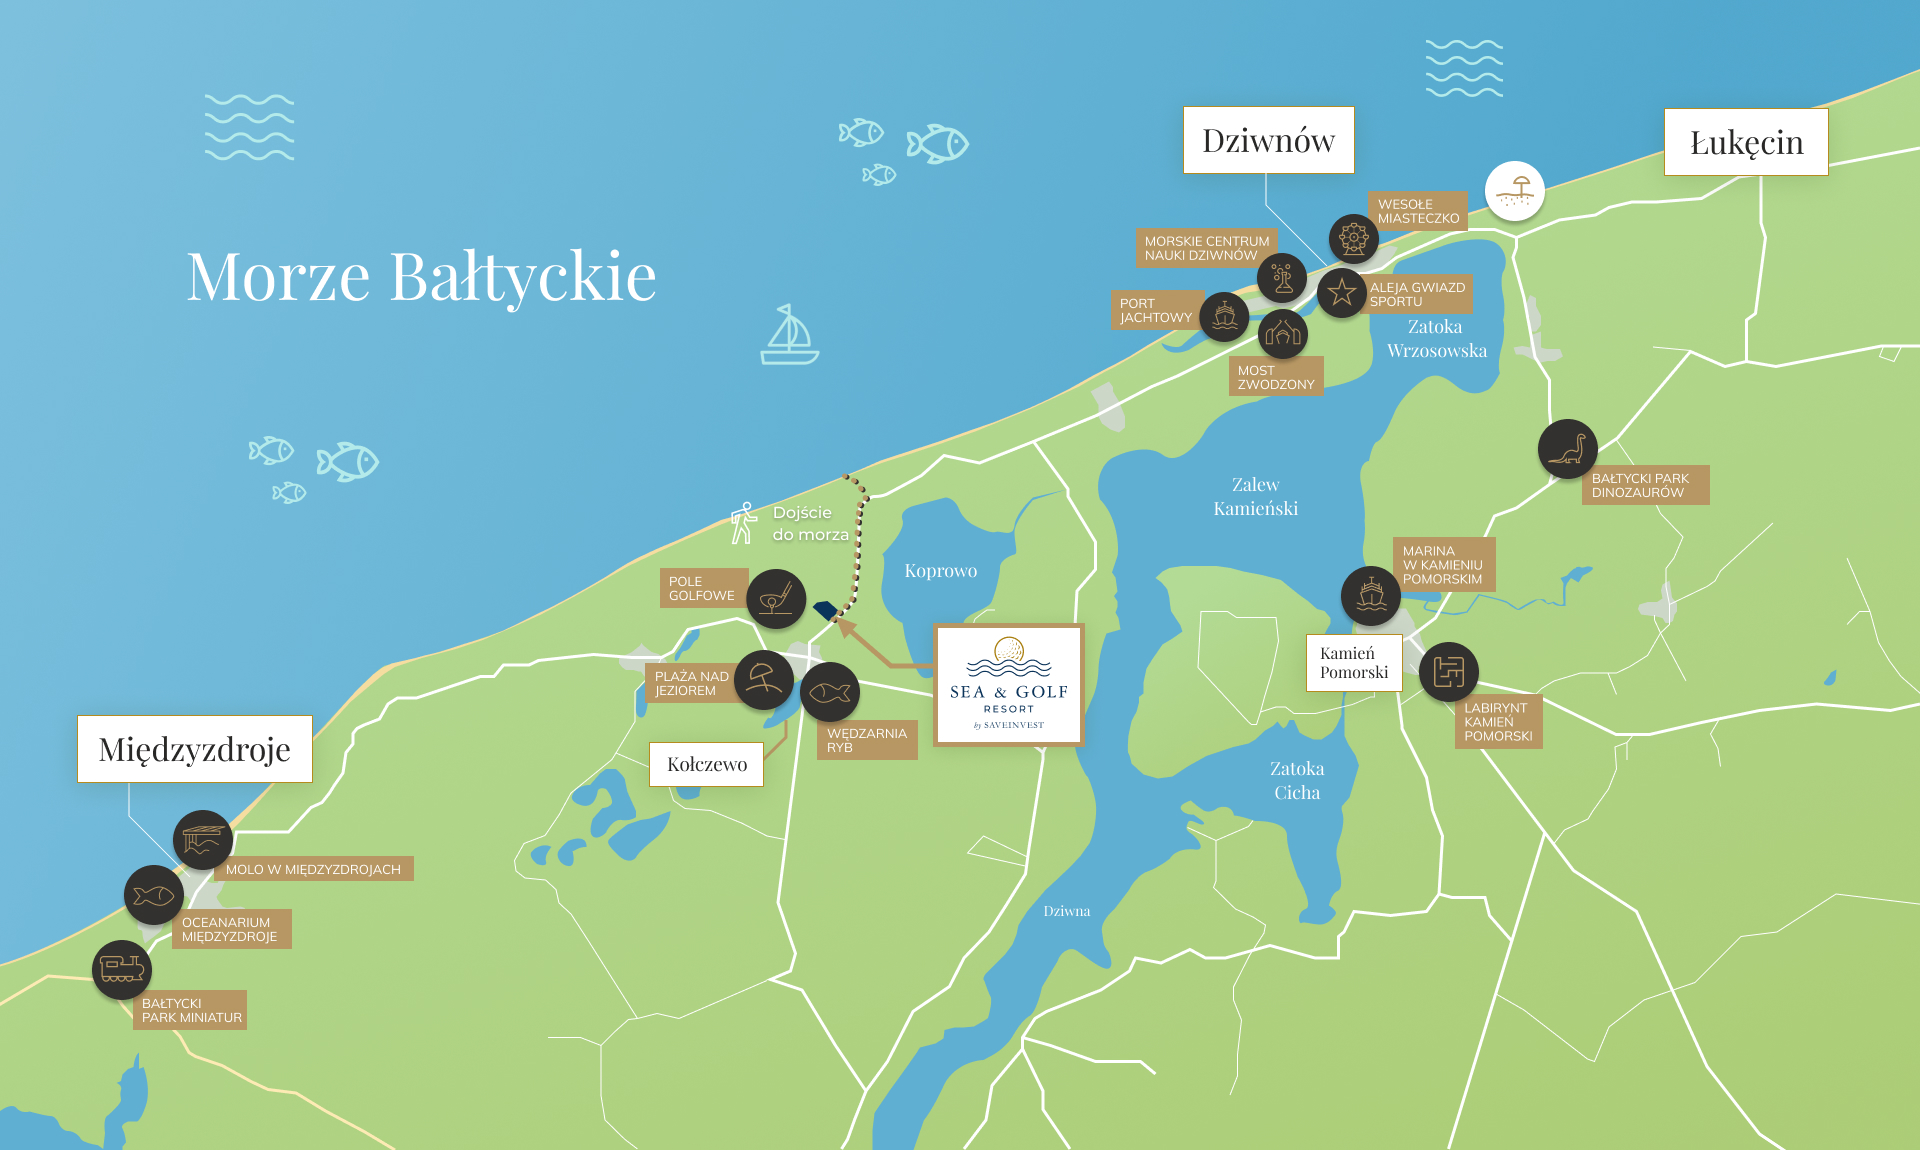 Morze Bałtyckie
Dziwnów
Łukęcin
WESOŁE
MIASTECZKO
MORSKIE CENTRUM
NAUKI DZIWNÓW
PORT
JACHTOWY
ALEJA GWIAZD
SPORTU
Zatoka
Wrzosowska
MOST
ZWODZONY
BAŁTYCKI PARK
DINOZAURÓW
Zalew
Kamieński
Dojście
do morza
Koprowo
POLE
GOLFOWE
MARINA
W KAMIENIU
POMORSKIM
Kamień
Pomorski
LABIRYNT
KAMIEŃ
POMORSKI
PLAŻA NAD
JEZIOREM
WĘDZARNIA
RYB
Kołczewo
SEA & GOLF
RESORT
by SAVEINVEST
Zatoka
Cicha
Międzyzdroje
MOLO W MIĘDZYZDROJACH
OCEANARIUM
MIĘDZYZDROJE
BAŁTYCKI
PARK MINIATUR
Dziwna